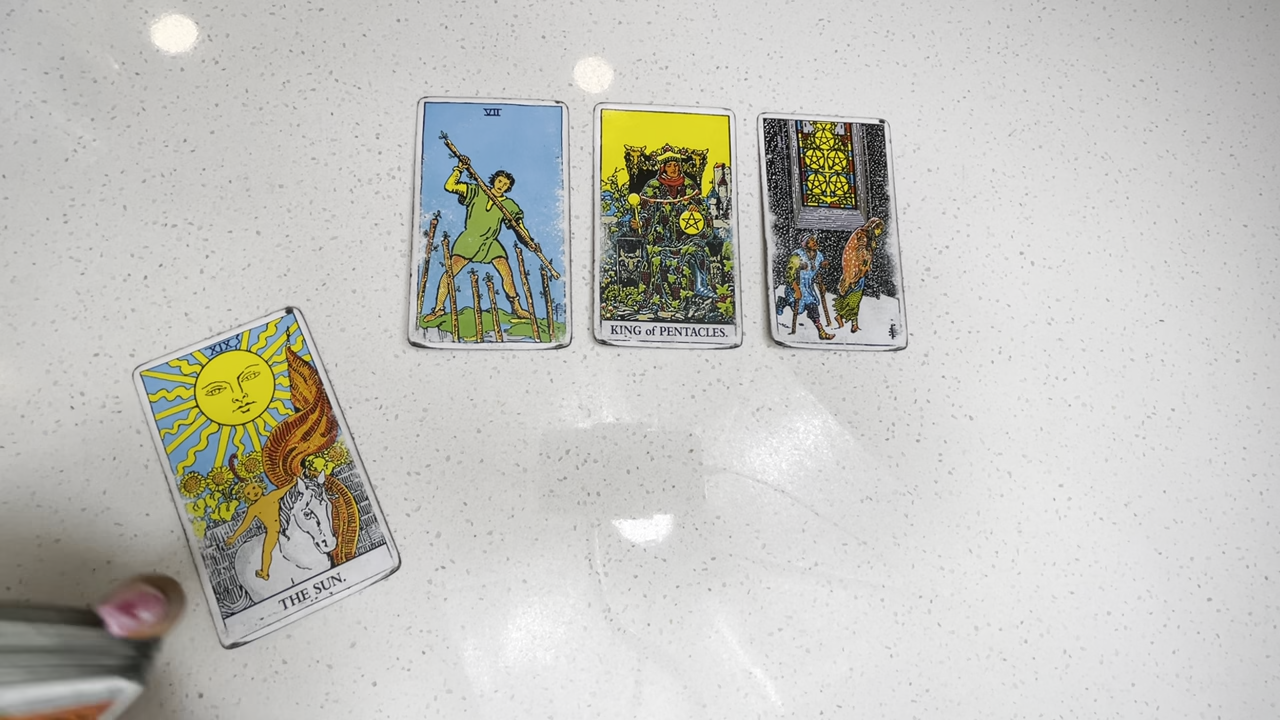 VII
KING of PENTACLES.
XIX
THE SUN.